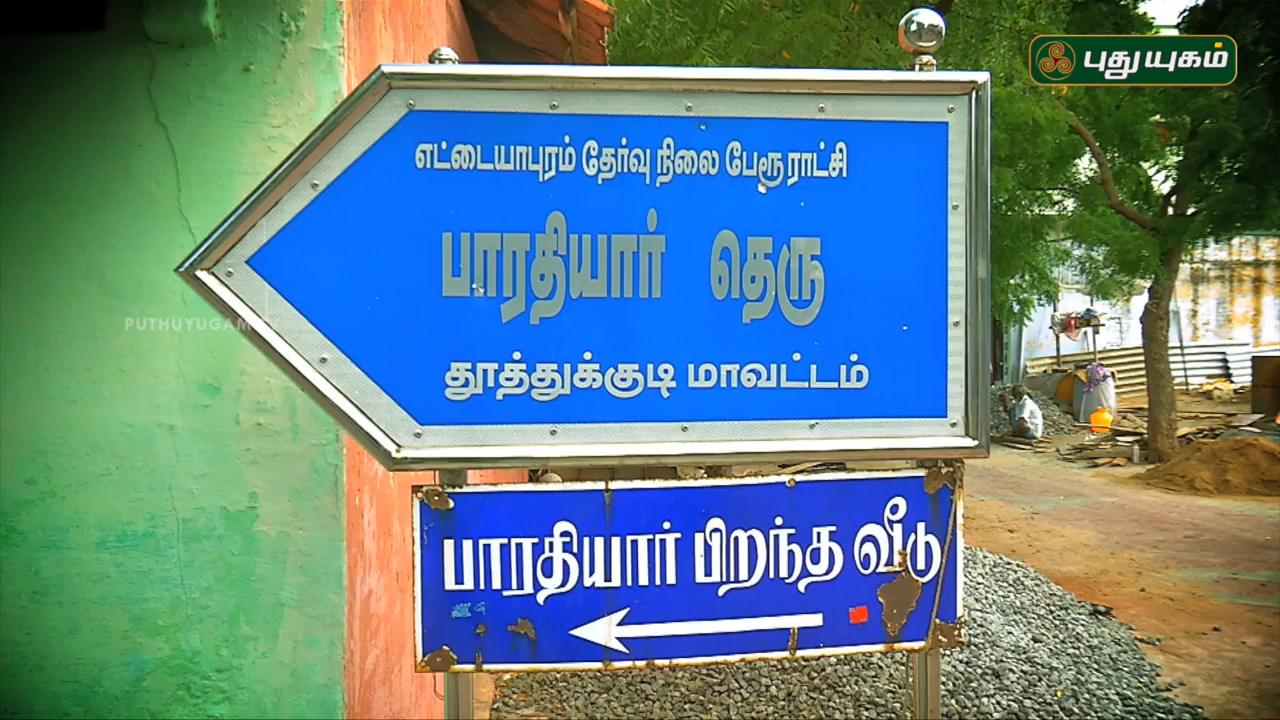 புதுயுகம்
எட்டையாபுரம் தேர்வு நிலை பேரூராட்சி
பாரதியார் தெரு
PUTHUYUGAM
தூத்துக்குடி மாவட்டம்
பாரதியார் பிறந்த வீடு